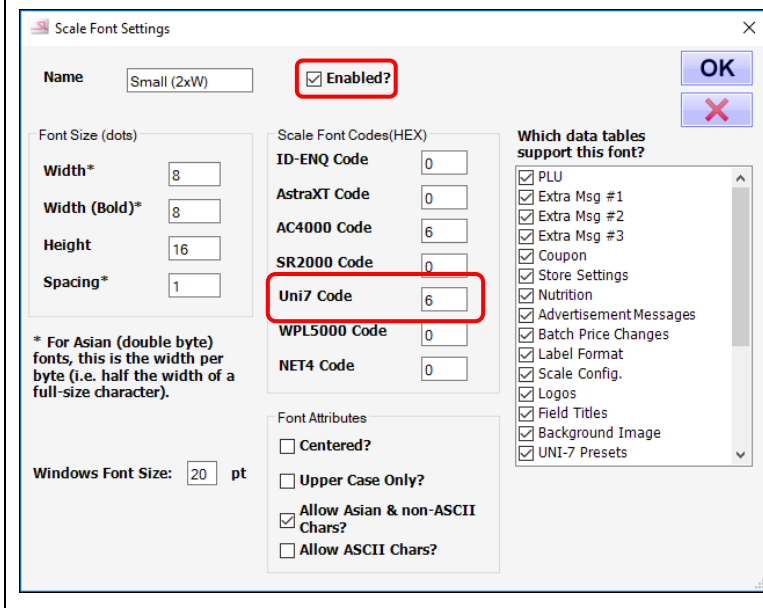 Scale Font Settings
Name
Small (2xW)
Enabled?
OK
Font Size (dots)
Width*
8
Width (Bold)*
8
Height
16
Spacing*
1
* For Asian (double byte)
fonts, this is the width per
byte (i.e. half the width of a
full-size character).
Windows Font Size:
20
pt
Scale Font Codes(HEX)
ID-ENQ Code
0
AstraXT Code
0
AC4000 Code
6
SR2000 Code
0
Uni7 Code
6
WPL5000 Code
0
NET4 Code
0
Font Attributes
Centered?
Upper Case Only?
Allow Asian & non-ASCII
Chars?
Allow ASCII Chars?
Which data tables
support this font?
PLU
Extra Msg #1
Extra Msg #2
Extra Msg #3
Coupon
Store Settings
Nutrition
Advertisement Messages
Batch Price Changes
Label Format
Scale Config.
Logos
Field Titles
Background Image
UNI-7 Presets